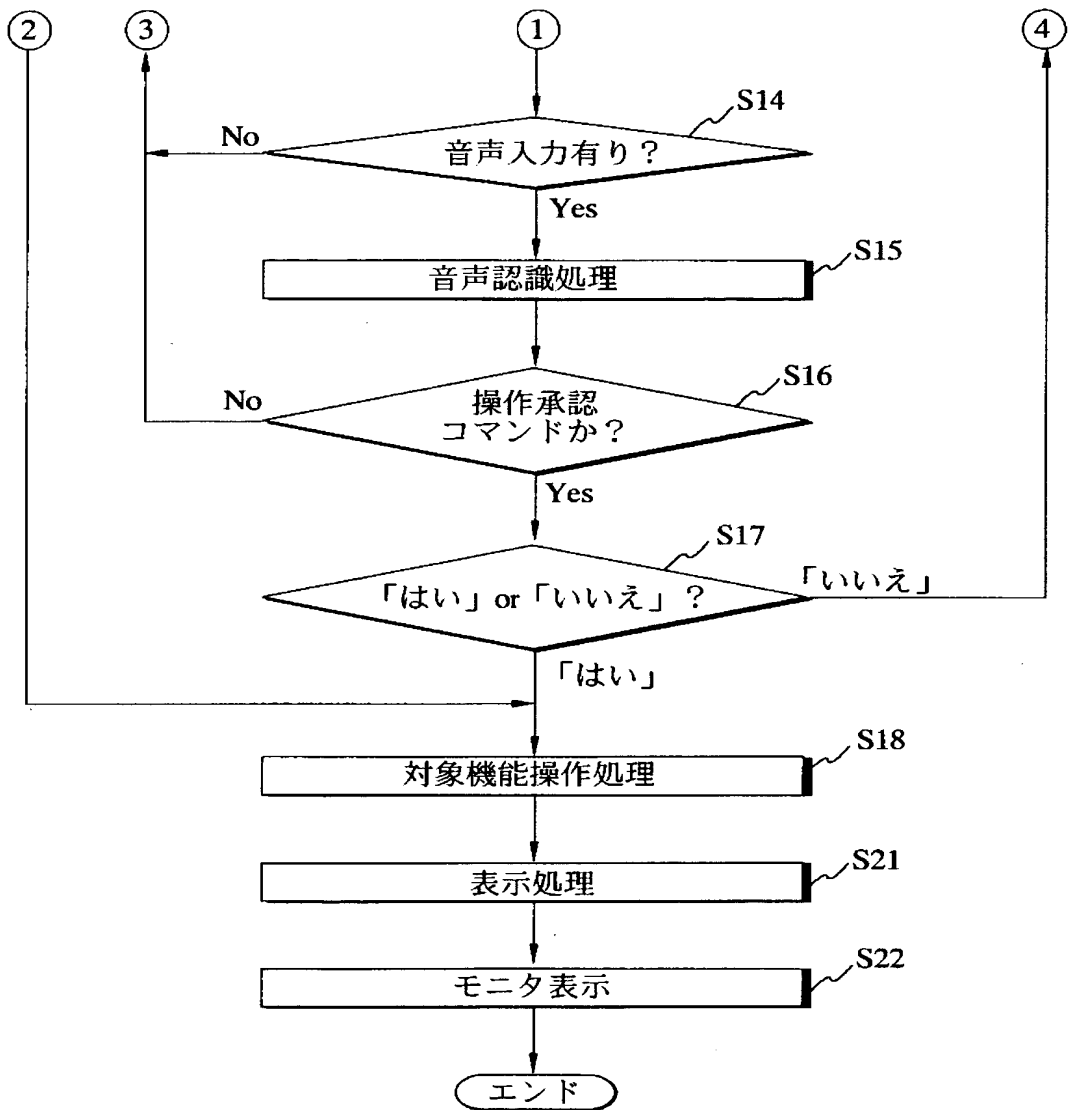 ② ③ ① ④
S14
No
音声入力有り？
Yes
S15
音声認識処理
S16
No
操作承認
コマンドか？
Yes
S17
「はい」or「いいえ」？
「いいえ」
「はい」
S18
対象機能操作処理
S21
表示処理
S22
モニタ表示
エンド